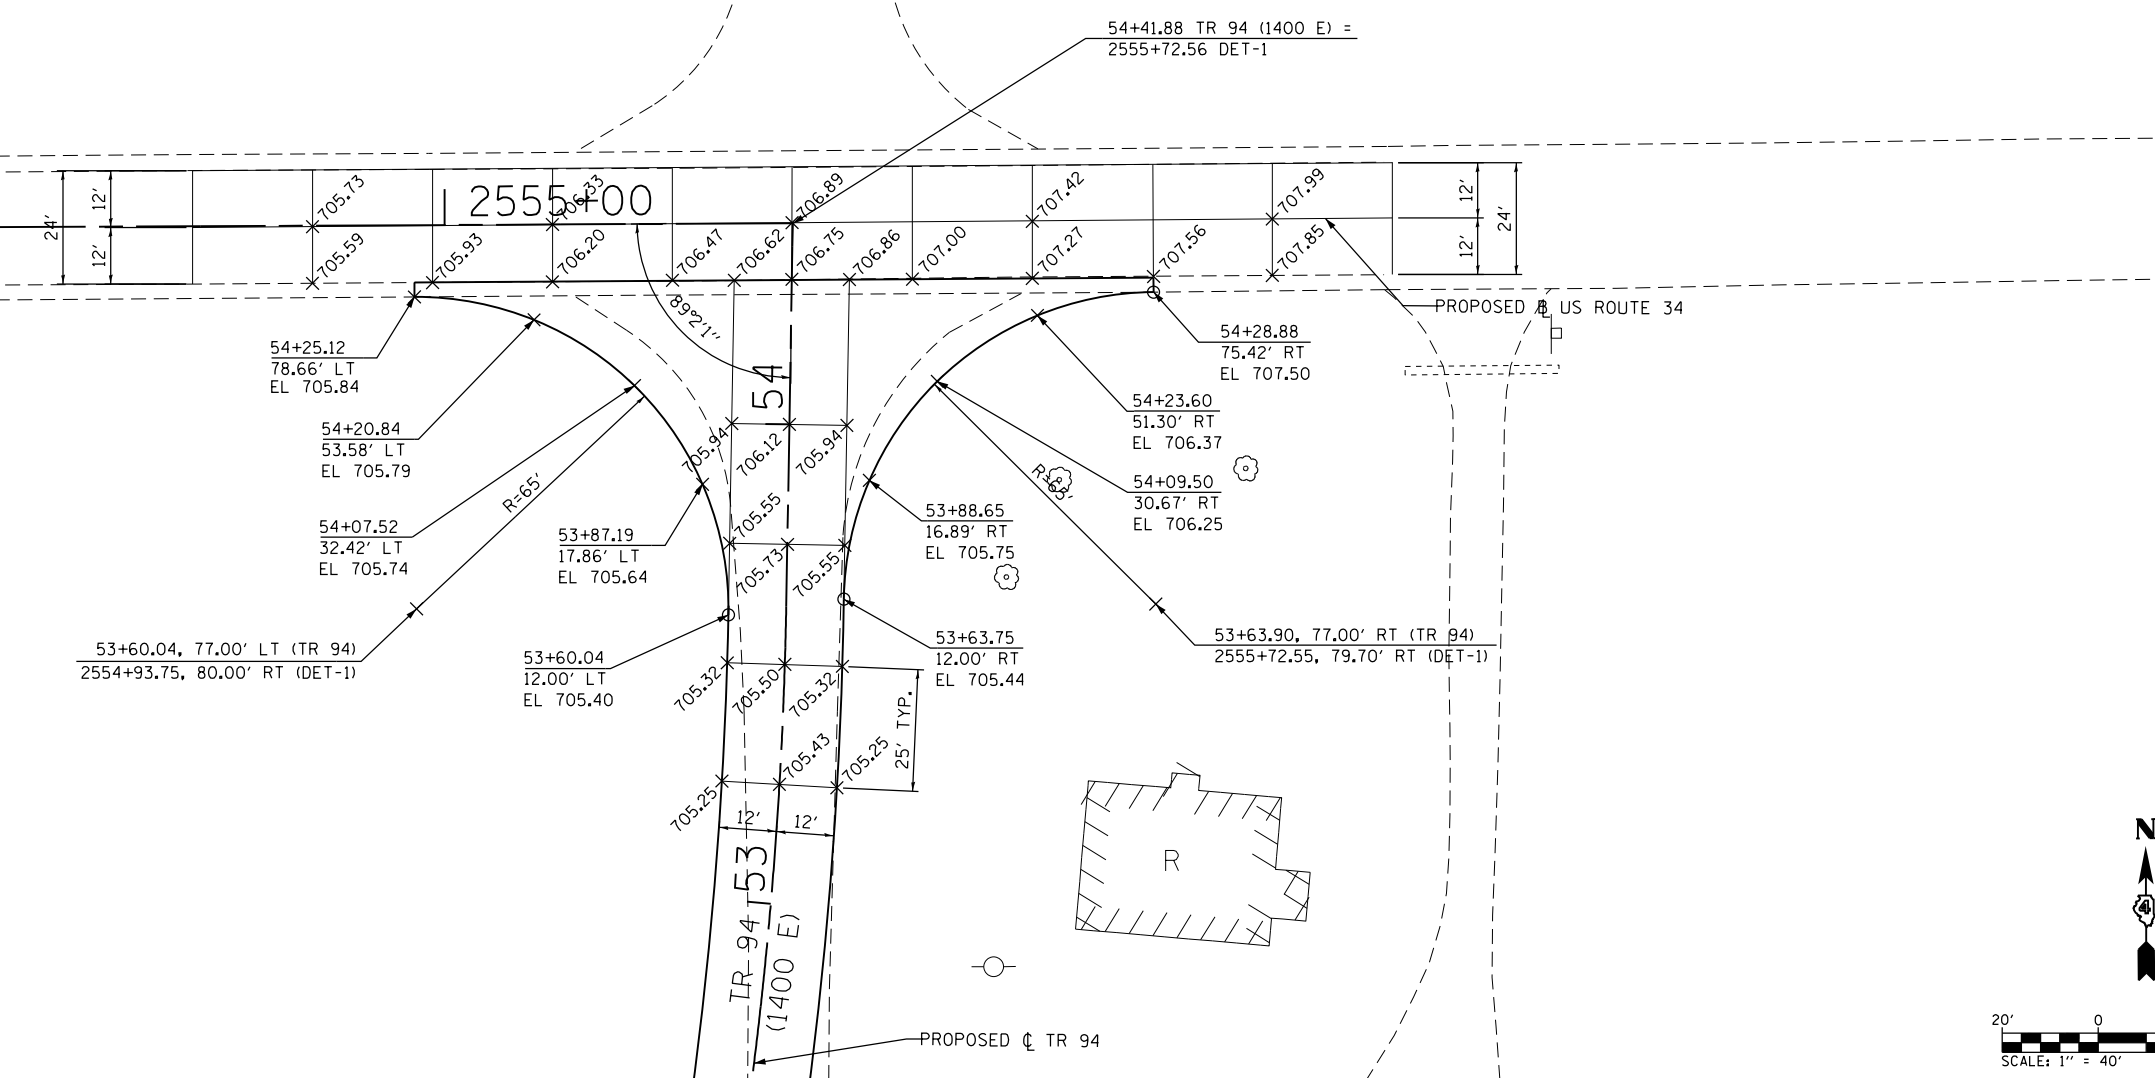 54+41.88 TR 94 (1400 E) =
2555+72.56 DET-1
24'
12'
12'
705.73
2555+00
706.33
706.89
707.42
707.99
12'
12'
24'
705.59
705.93
706.20
706.47
706.62
706.75
706.86
707.00
707.27
707.56
707.85
89°2'1''
PROPOSED ℄ US ROUTE 34
54+25.12
78.66' LT
EL 705.84
54+28.88
75.42' RT
EL 707.50
54
54+20.84
53.58' LT
EL 705.79
54+23.60
51.30' RT
EL 706.37
705.94
706.12
705.94
R=65'
R=65'
54+09.50
30.67' RT
EL 706.25
54+07.52
32.42' LT
EL 705.74
53+87.19
17.86' LT
EL 705.64
53+88.65
16.89' RT
EL 705.75
705.55
705.73
705.55
53+60.04, 77.00' LT (TR 94)
2554+93.75, 80.00' RT (DET-1)
53+60.04
12.00' LT
EL 705.40
53+63.75
12.00' RT
EL 705.44
53+63.90, 77.00' RT (TR 94)
2555+72.55, 79.70' RT (DET-1)
705.32
705.50
705.32
25' TYP.
705.25
705.43
705.25
12'
12'
53
TR 94
(1400 E)
R
PROPOSED ℄ TR 94
N
4
20'
0
SCALE: 1'' = 40'